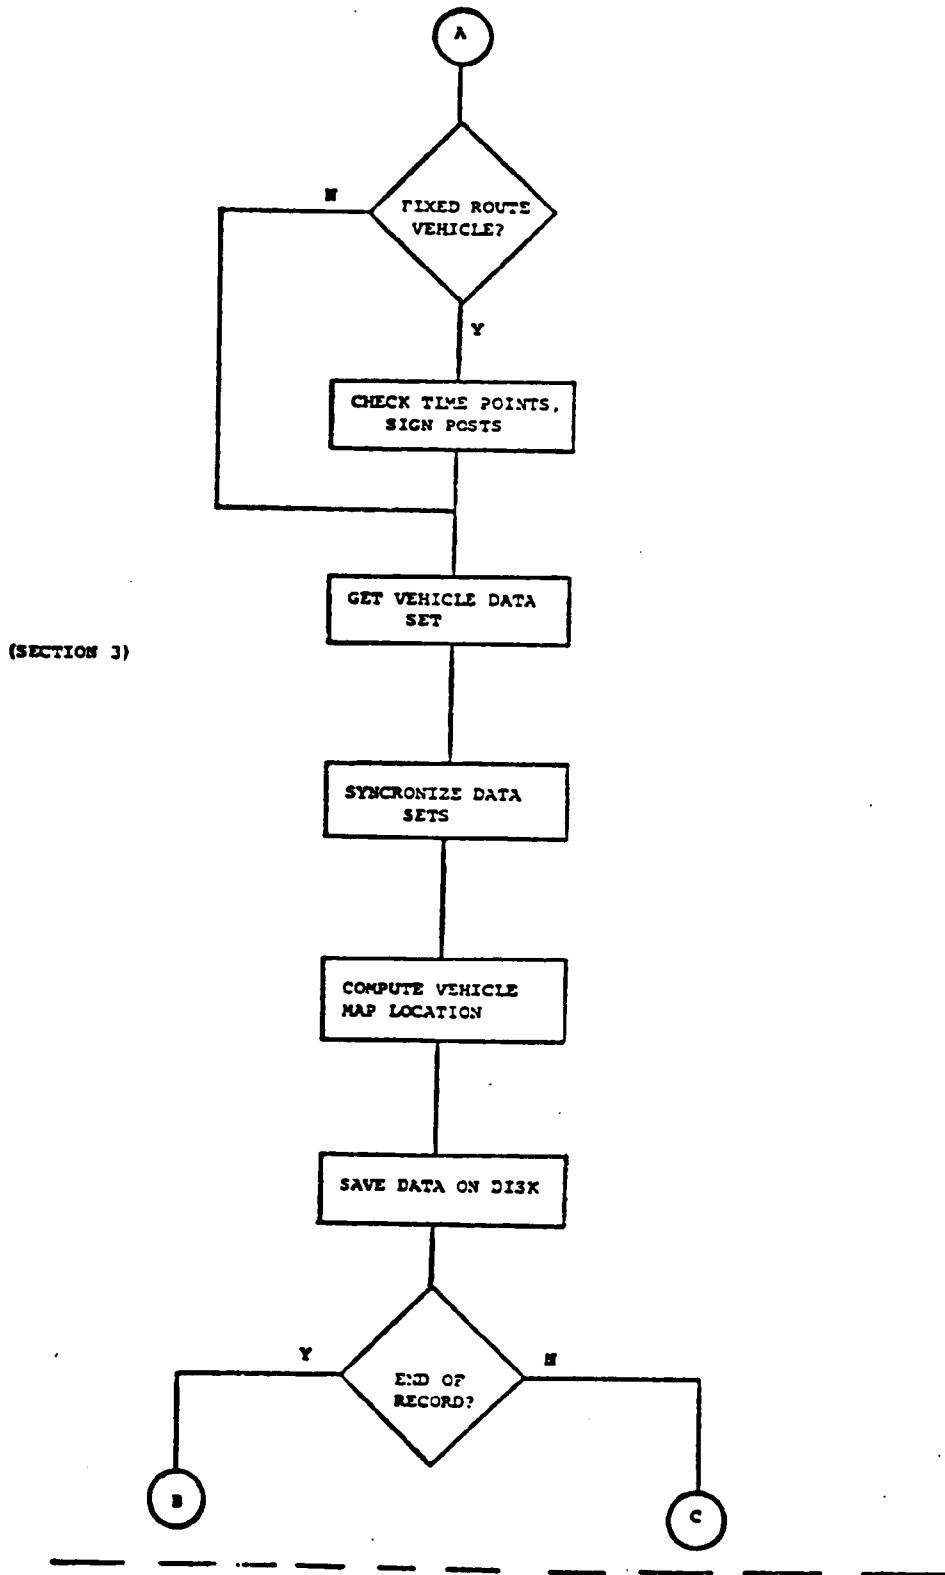 A
N
FIXED ROUTE
VEHICLE?
Y
CHECK TIME POINTS,
SIGN POSTS
GET VEHICLE DATA
SET
(SECTION 3)
SYNCRONIZE DATA
SETS
COMPUTE VEHICLE
MAP LOCATION
SAVE DATA ON DISK
Y
N
END OF
RECORD?
B
C